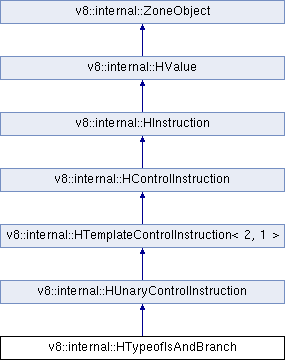 v8::internal::ZoneObject
v8::internal::HValue
v8::internal::HInstruction
v8::internal::HControlInstruction
v8::internal::HTemplateControlInstruction< 2, 1 >
v8::internal::HUnaryControlInstruction
v8::internal::HTypeofIsAndBranch